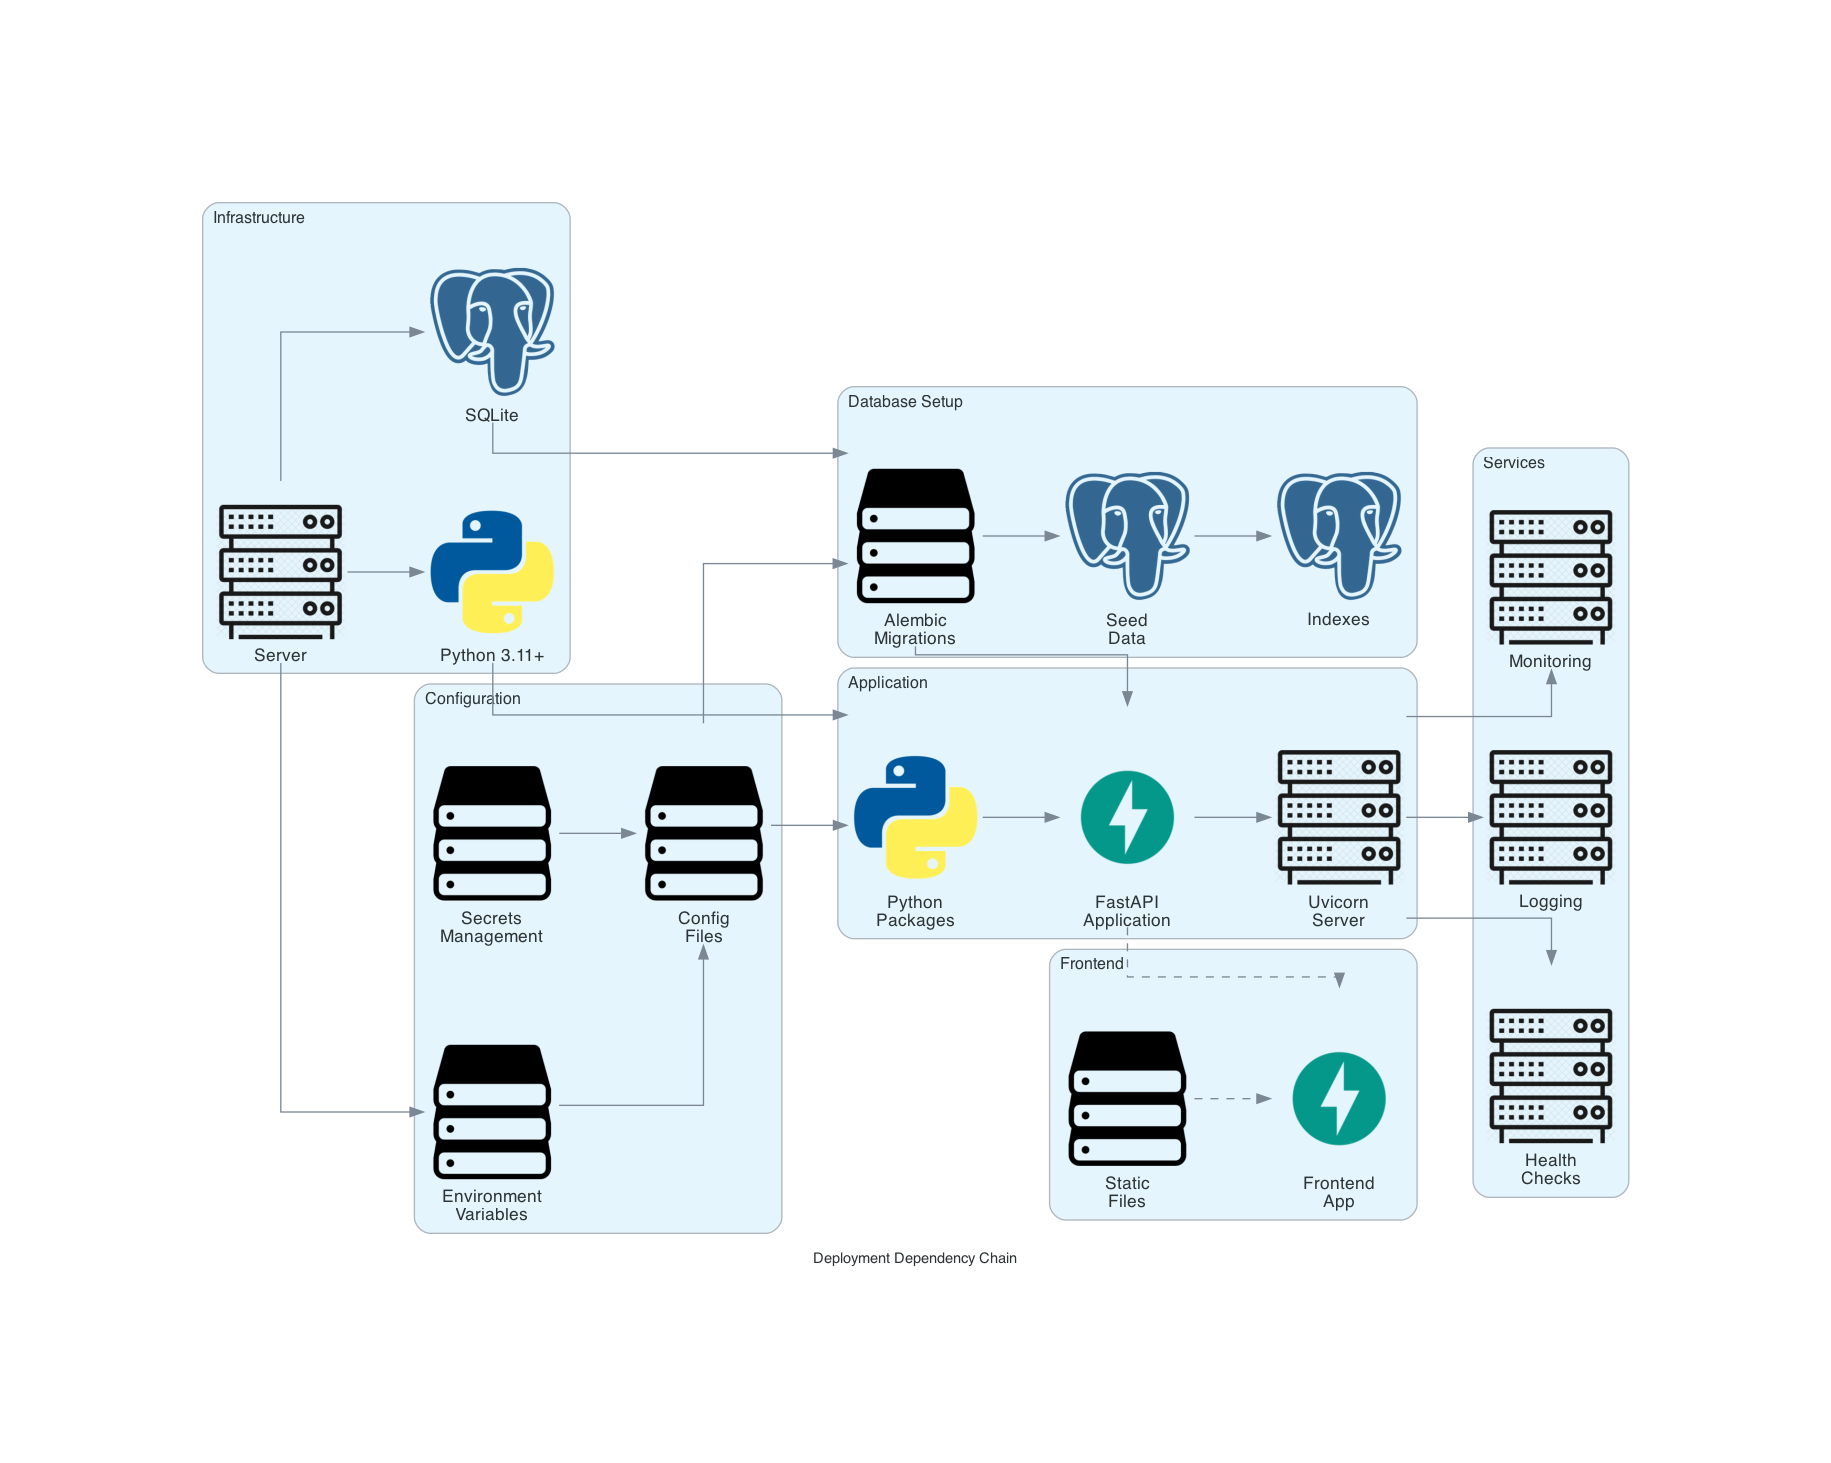 Infrastructure
SQLite
Server
Python 3.11+
Database Setup
Alembic
Migrations
Seed
Data
Indexes
Services
Monitoring
Logging
Health
Checks
Configuration
Secrets
Management
Config
Files
Environment
Variables
Application
Python
Packages
FastAPI
Application
Uvicorn
Server
Frontend
Static
Files
Frontend
App
Deployment Dependency Chain